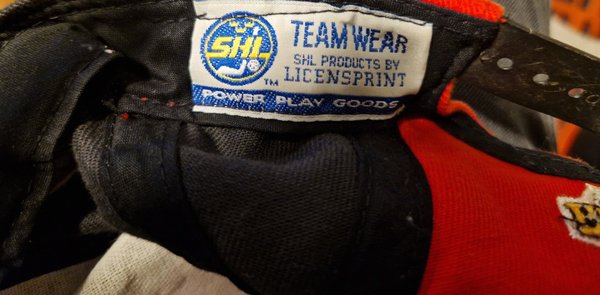 SHL
TM
TEAM WEAR
SHL PRODUCTS BY
LICENSPRINT
POWER PLAY GOODS